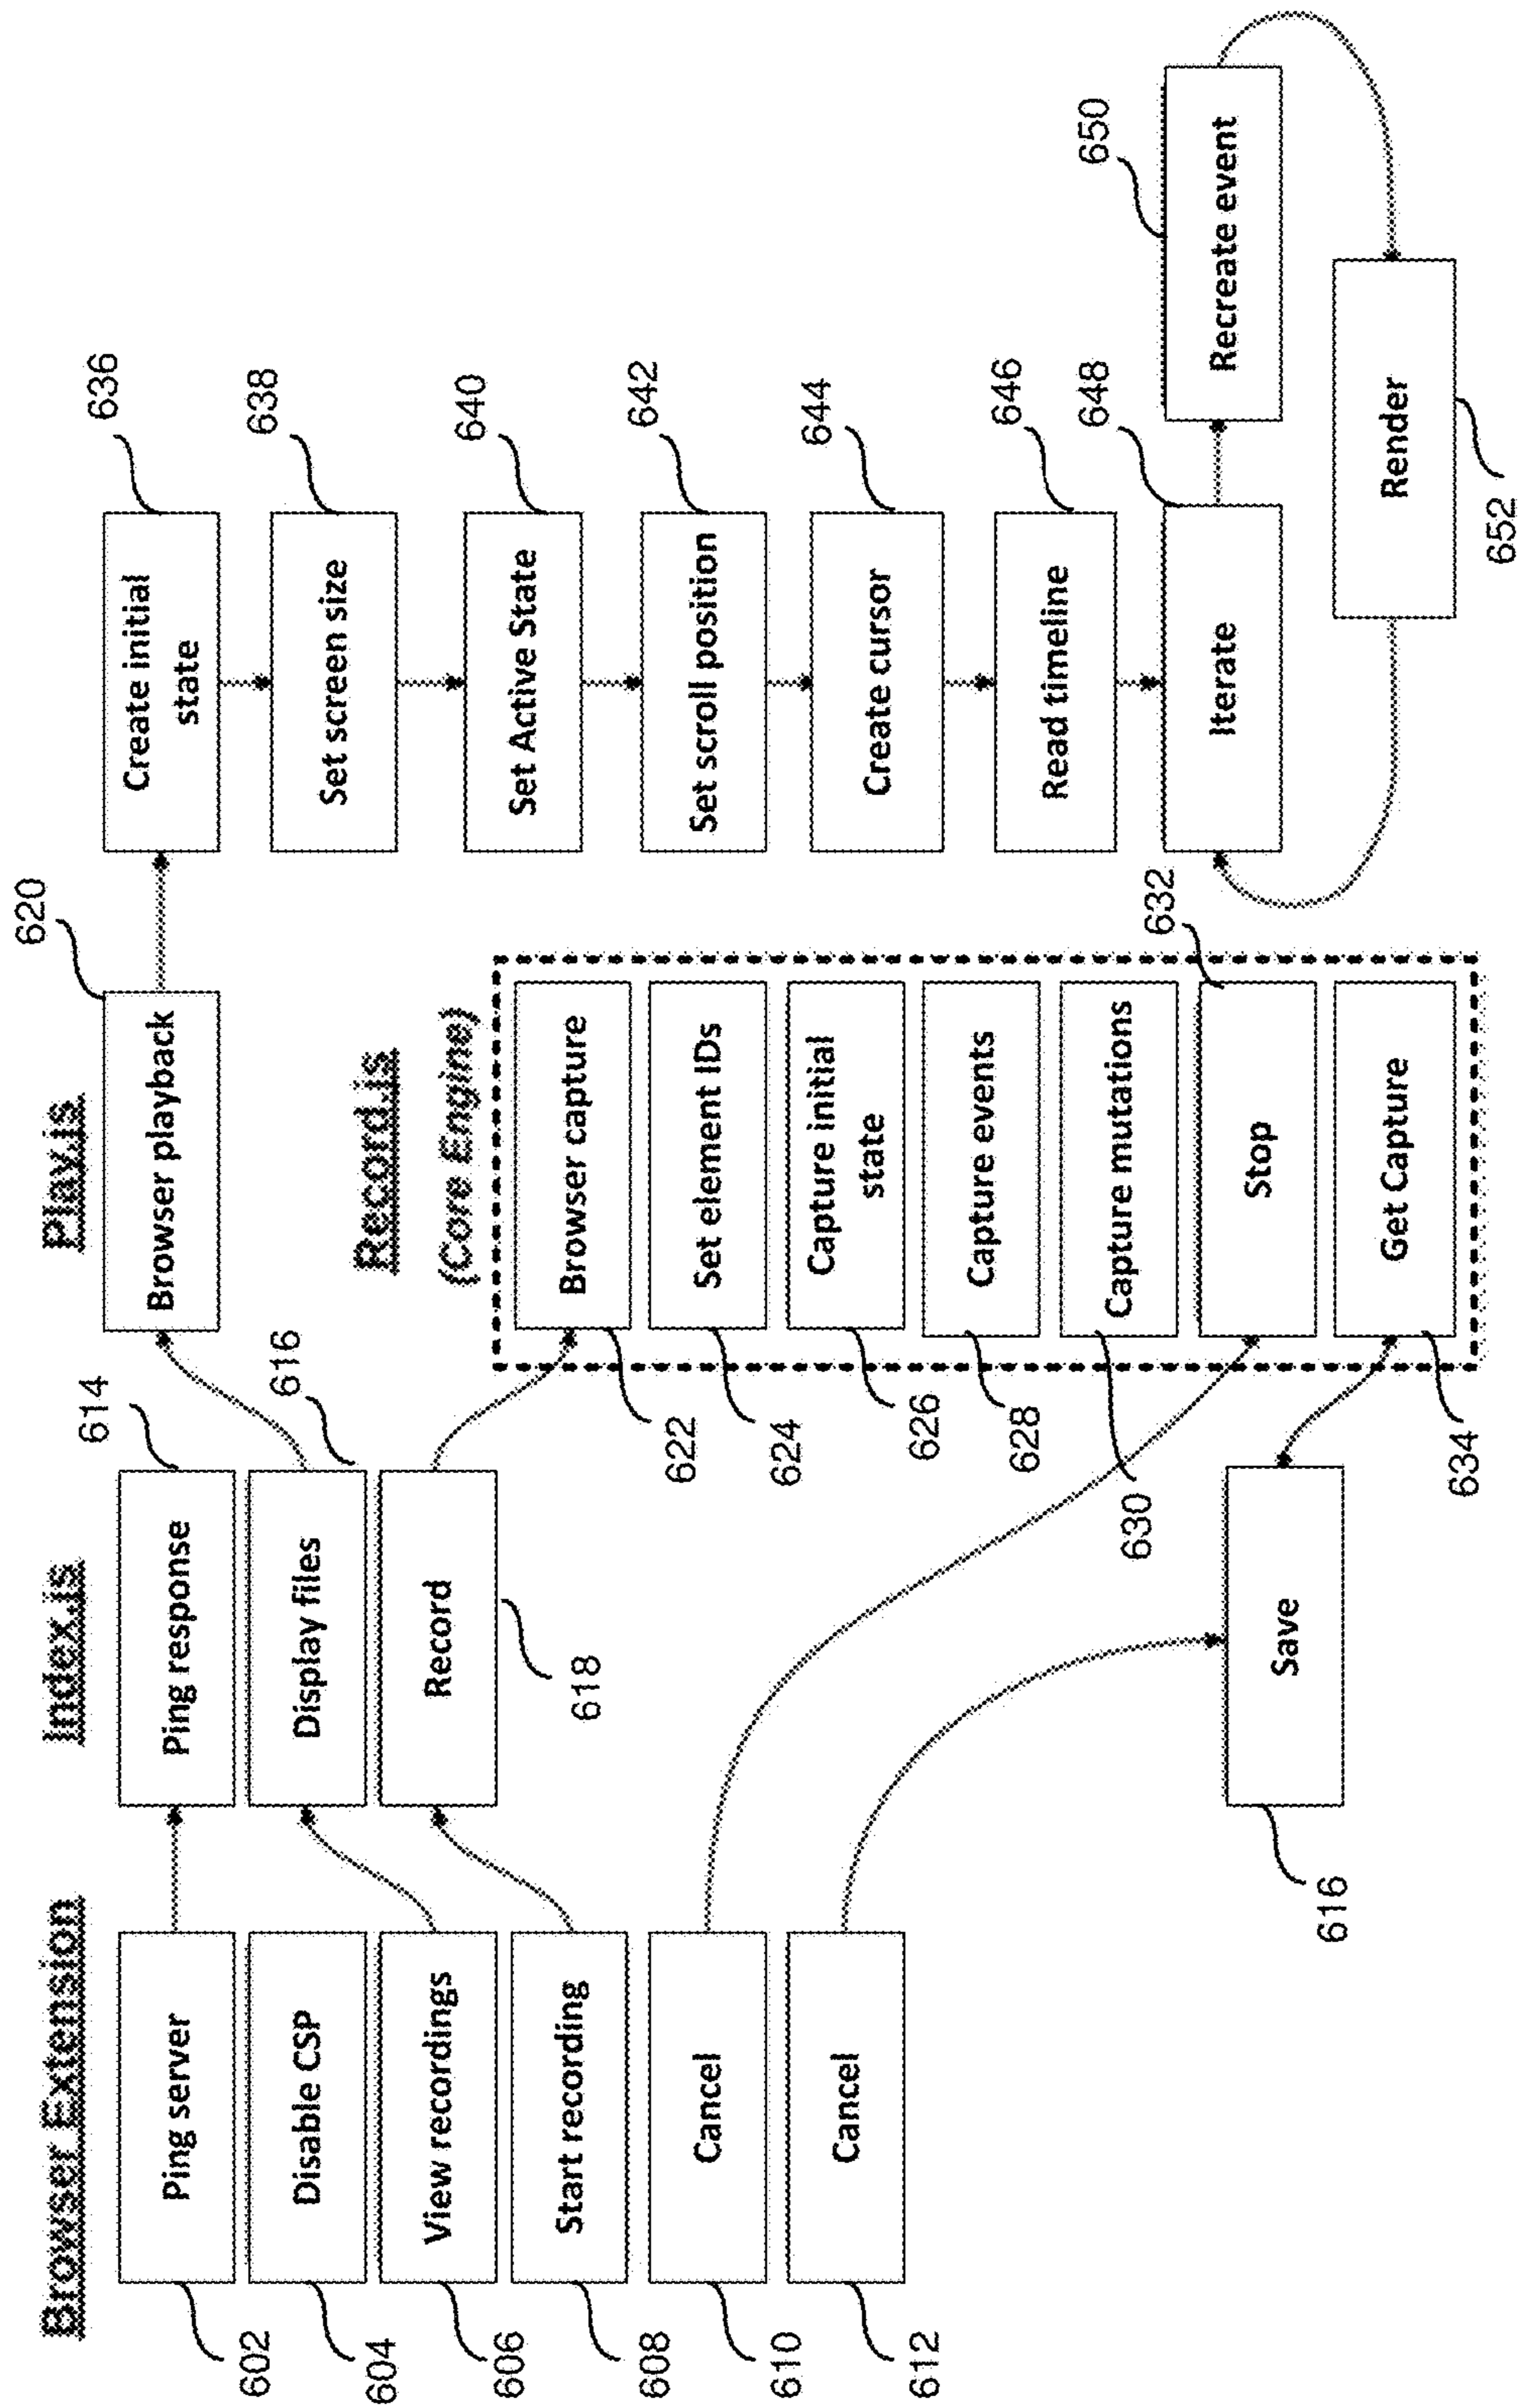 Browser Extension
Ping server
602
Disable CSP
604
View recordings
606
Start recording
608
Cancel
610
Cancel
612
Index.js
Ping response
614
Display files
616
Record
618
Save
616
Play.js
Browser playback
620
Record.js
(Core Engine)
Browser capture
622
Set element IDs
624
Capture initial
state
626
Capture events
628
Capture mutations
630
Stop
632
Get Capture
634
Create initial
state
636
Set screen size
638
Set Active State
640
Set scroll position
642
Create cursor
644
Read timeline
646
Iterate
648
Recreate event
650
Render
652